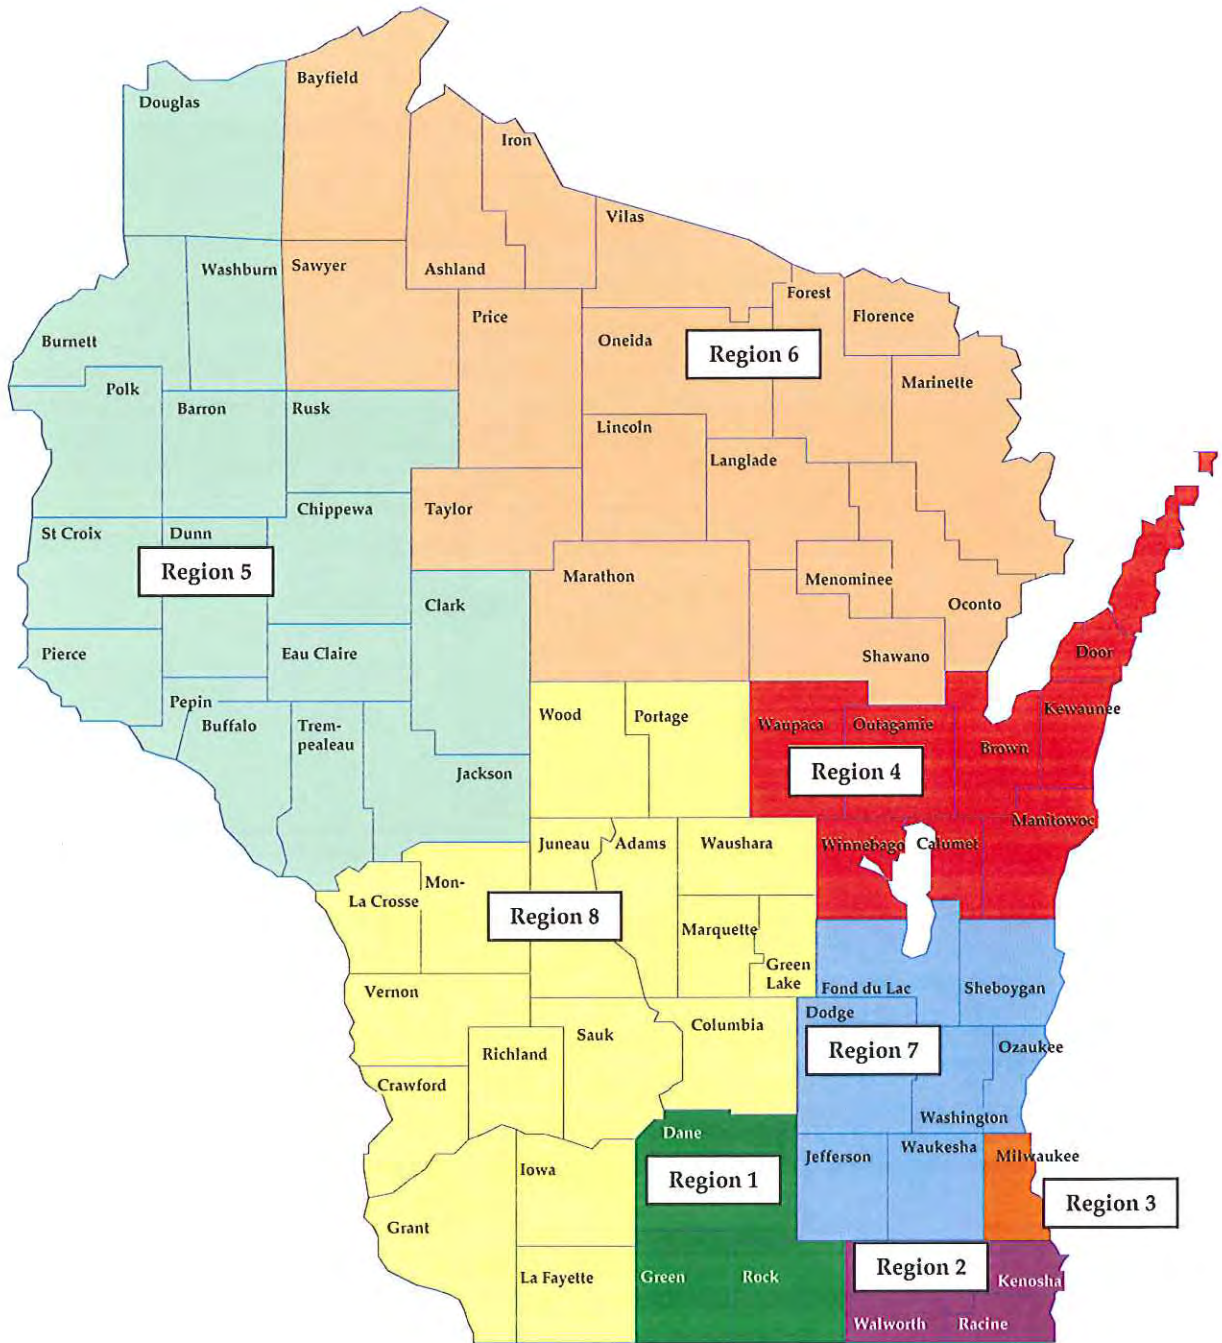 Bayfield
Douglas
Iron
Vilas
Washburn
Sawyer
Ashland
Forest
Florence
Price
Burnett
Oneida
Region 6
Polk
Barron
Rusk
Marinette
Lincoln
Langlade
Chippewa
Taylor
St Croix
Dunn
Region 5
Marathon
Menominee
Clark
Oconto
Pierce
Eau Claire
Shawano
Door
Pepin
Buffalo
Trem-
pealeau
Wood
Portage
Waupaca
Outagamie
Kewaunee
Brown
Jackson
Region 4
Manitowoc
Juneau
Adams
Waushara
Winnebago
Calumet
Mon-
La Crosse
Region 8
Marquette
Green
Lake
Vernon
Fond du Lac
Sheboygan
Dodge
Columbia
Sauk
Richland
Region 7
Ozaukee
Crawford
Washington
Dane
Jefferson
Waukesha
Milwaukee
Iowa
Region 1
Region 3
Grant
La Fayette
Green
Rock
Region 2
Kenosha
Walworth
Racine